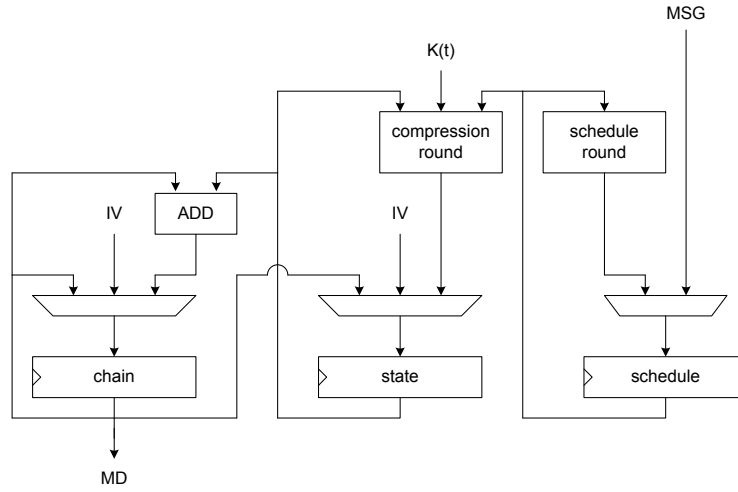 MSG
K(t)
compression
round
schedule
round
IV
ADD
IV
chain
state
schedule
MD